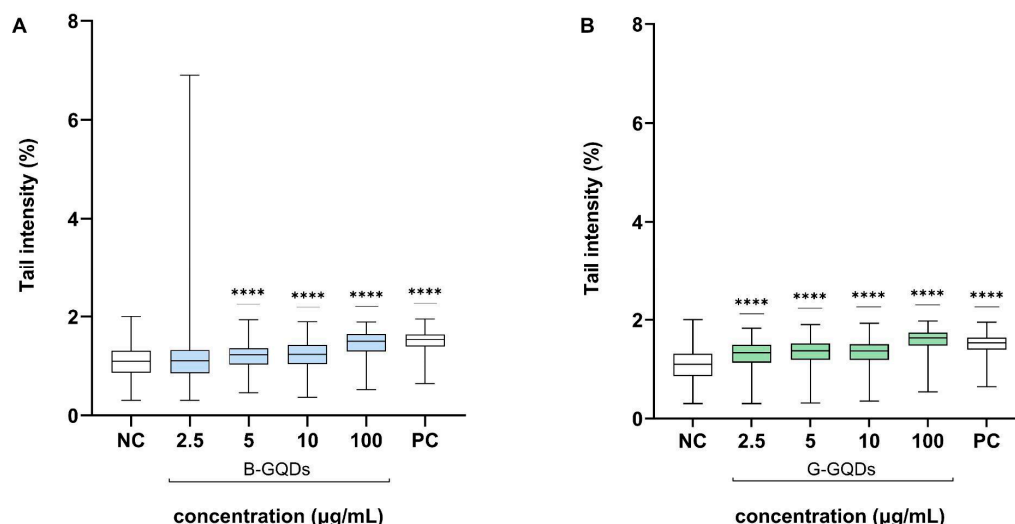 A
Tail intensity (%)
8
6
4
2
0
**** **** **** ****
NC 2.5 5 10 100 PC
B-GQDs
concentration (µg/mL)
B
Tail intensity (%)
8
6
4
2
0
**** **** **** **** ****
NC 2.5 5 10 100 PC
G-GQDs
concentration (µg/mL)